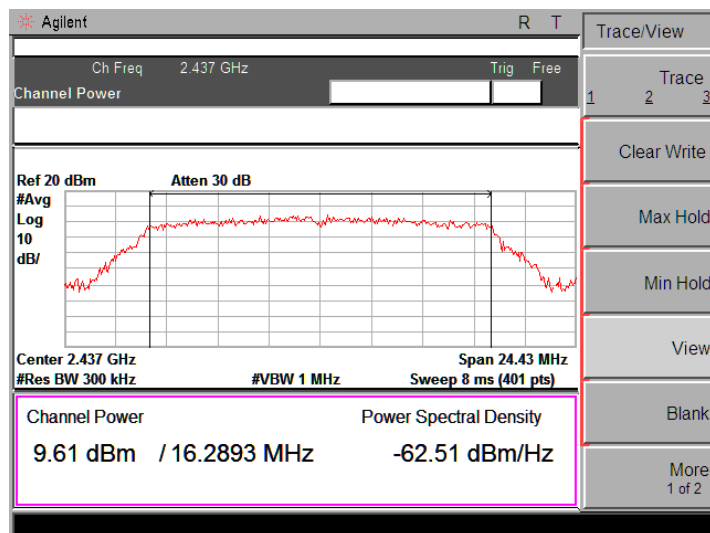 Agilent R T
Ch Freq 2.437 GHz Trig Free
Channel Power
Ref 20 dBm Atten 30 dB
#Avg
Log
10
dB/
Center 2.437 GHz Span 24.43 MHz
#Res BW 300 kHz #VBW 1 MHz Sweep 8 ms (401 pts)
Channel Power Power Spectral Density
9.61 dBm / 16.2893 MHz -62.51 dBm/Hz
Trace/View
Trace
1 2 3
Clear Write
Max Hold
Min Hold
View
Blank
More
1 of 2